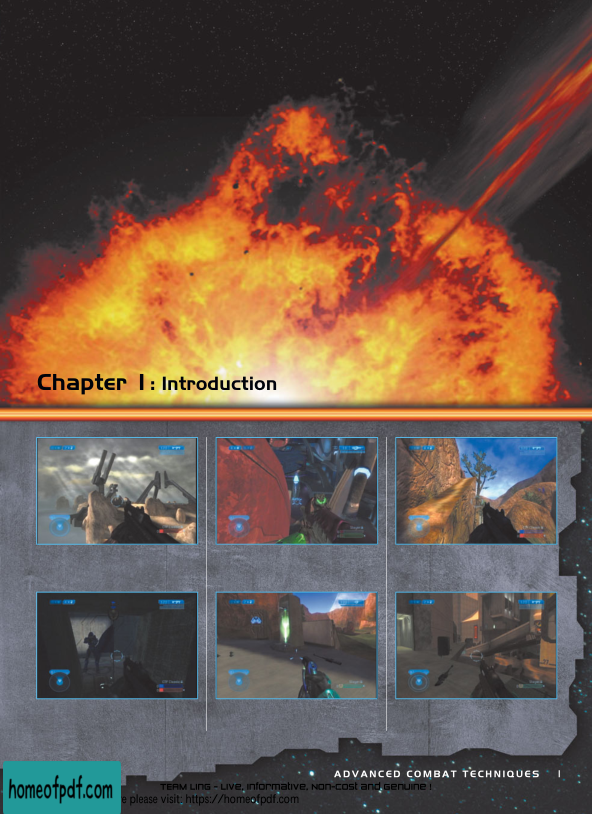 Chapter 1: Introduction
ADVANCED COMBAT TECHNIQUES 1
TEAM LING - Live, Informative, Non-cost and Genuine !
homeofpdf.com
e please visit: https://homeofpdf.com